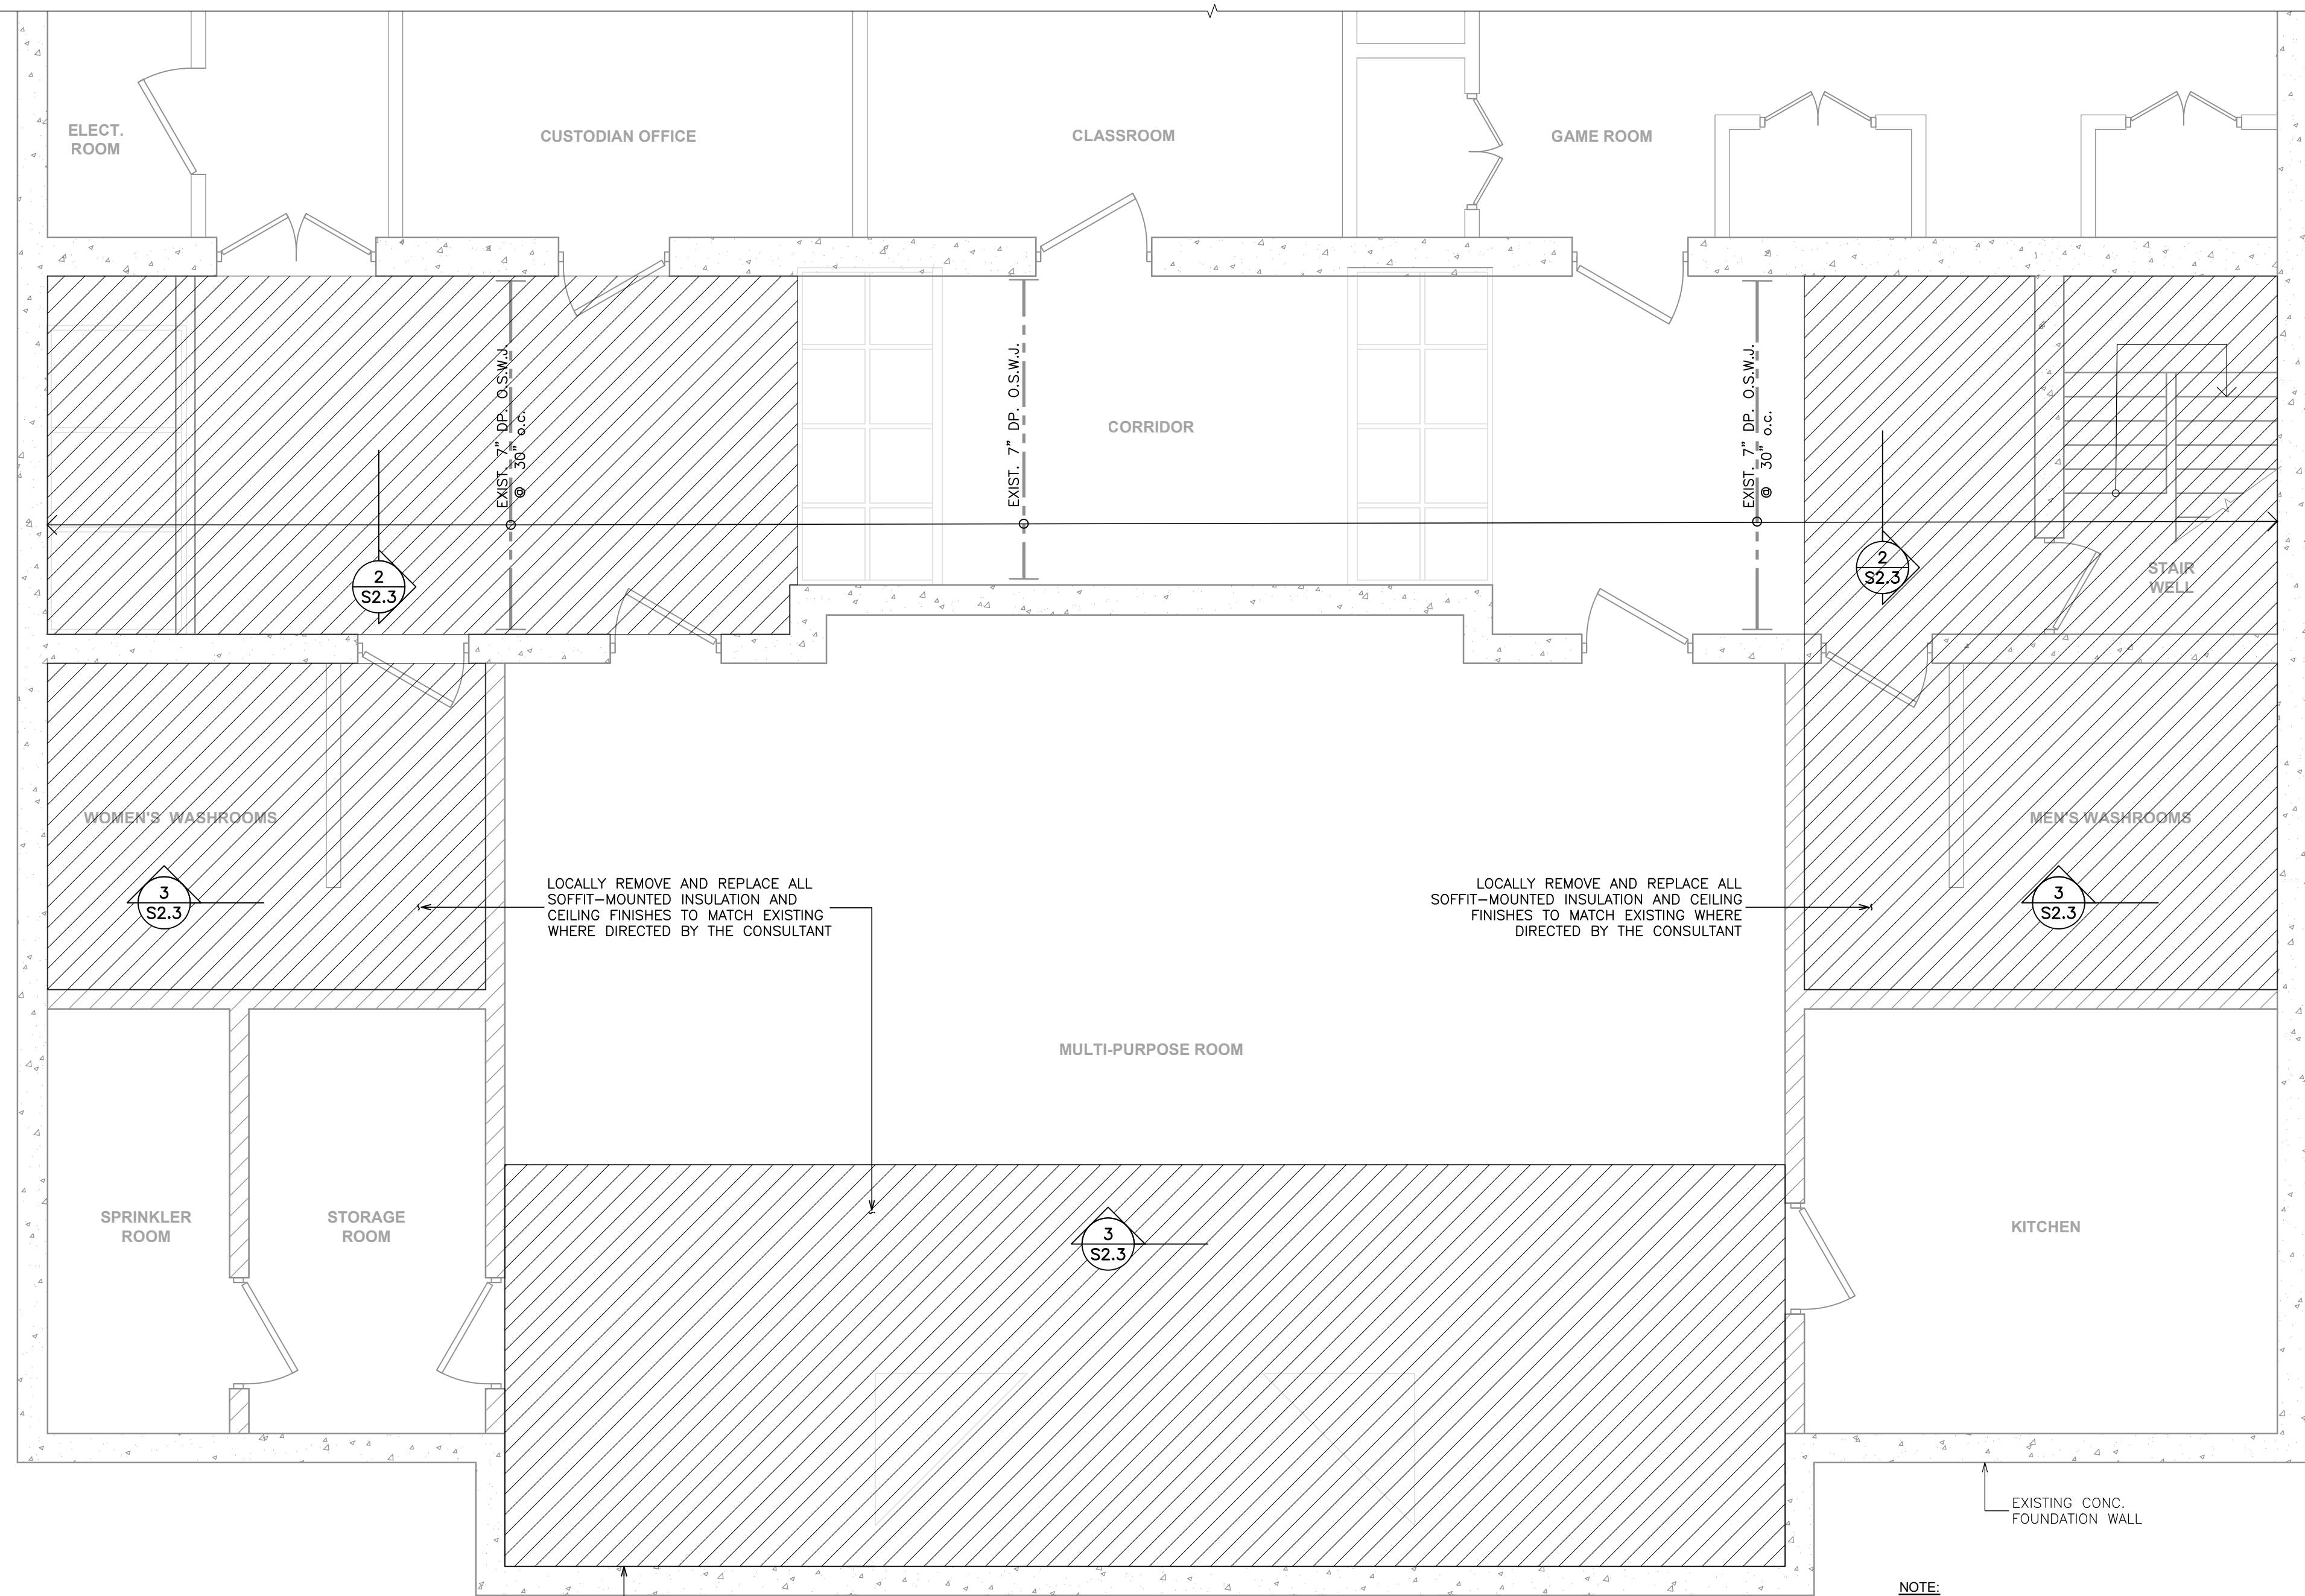 ELECT.
ROOM
CUSTODIAN OFFICE
CLASSROOM
GAME ROOM
EXIST. 7" DP. O.S.W.J.
@ 30" o.c.
EXIST. 7" DP. O.S.W.J.
CORRIDOR
EXIST. 7" DP. O.S.W.J.
@ 30" o.c.
2
S2.3
2
S2.3
STAIR
WELL
WOMEN'S WASHROOMS
MEN'S WASHROOMS
3
S2.3
LOCALLY REMOVE AND REPLACE ALL
SOFFIT-MOUNTED INSULATION AND
CEILING FINISHES TO MATCH EXISTING
WHERE DIRECTED BY THE CONSULTANT
LOCALLY REMOVE AND REPLACE ALL
SOFFIT-MOUNTED INSULATION AND CEILING
FINISHES TO MATCH EXISTING WHERE
DIRECTED BY THE CONSULTANT
3
S2.3
MULTI-PURPOSE ROOM
SPRINKLER
ROOM
STORAGE
ROOM
3
S2.3
KITCHEN
EXISTING CONC.
FOUNDATION WALL
NOTE: